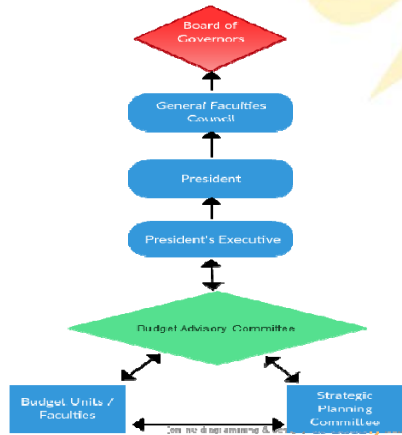 Board of
Governors
General Faculties
Council
President
President's Executive
Budget Advisory Committee
Budget Units /
Faculties
Strategic
Planning
Committee